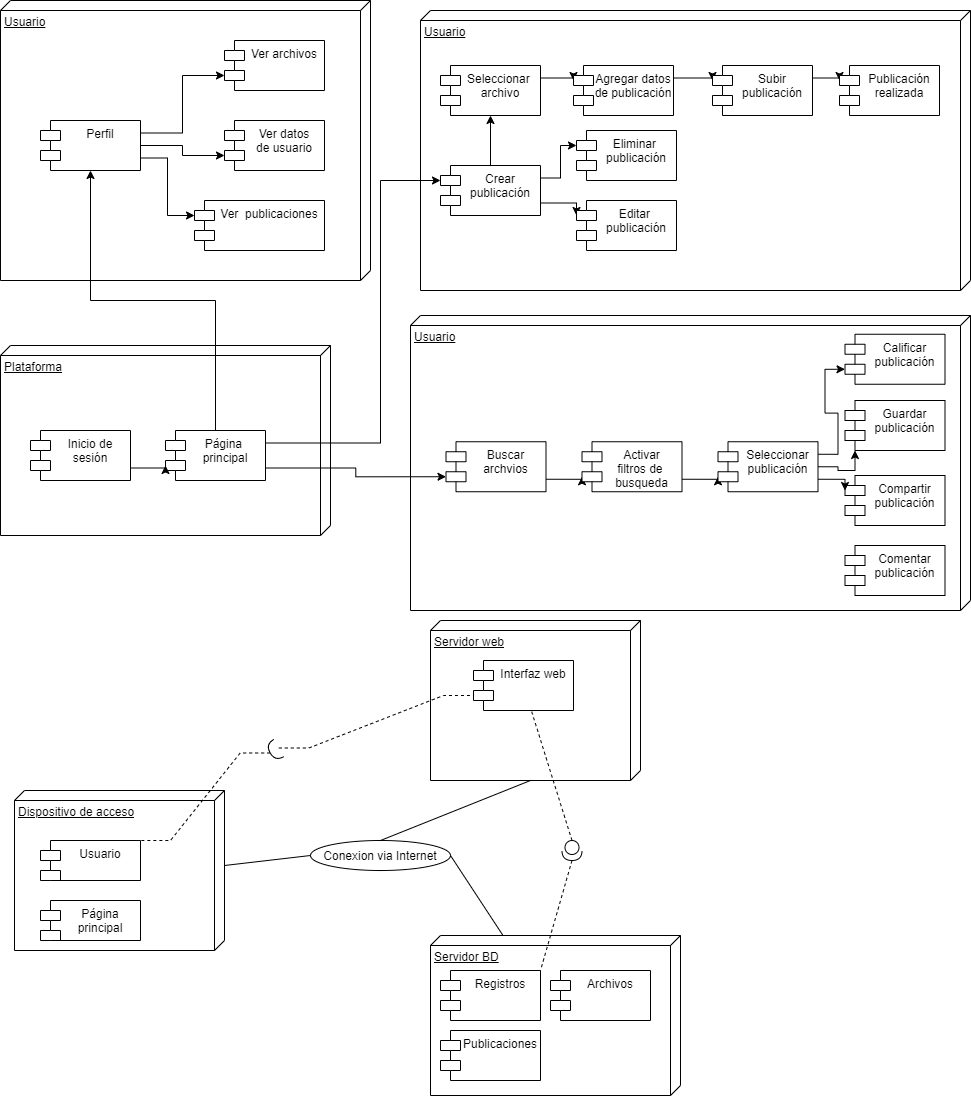 Usuario
Ver archivos
Perfil
Ver datos
de usuario
Ver  publicaciones
Usuario
Seleccionar
archivo
Agregar datos
de publicación
Subir
publicación
Publicación
realizada
Eliminar
publicación
Crear
publicación
Editar
publicación
Plataforma
Inicio de
sesión
Página
principal
Usuario
Calificar
publicación
Guardar
publicación
Buscar
archvios
Activar
filtros de
busqueda
Seleccionar
publicación
Compartir
publicación
Comentar
publicación
Servidor web
Interfaz web
Dispositivo de acceso
Usuario
Página
principal
Conexion via Internet
Servidor BD
Registros
Archivos
Publicaciones